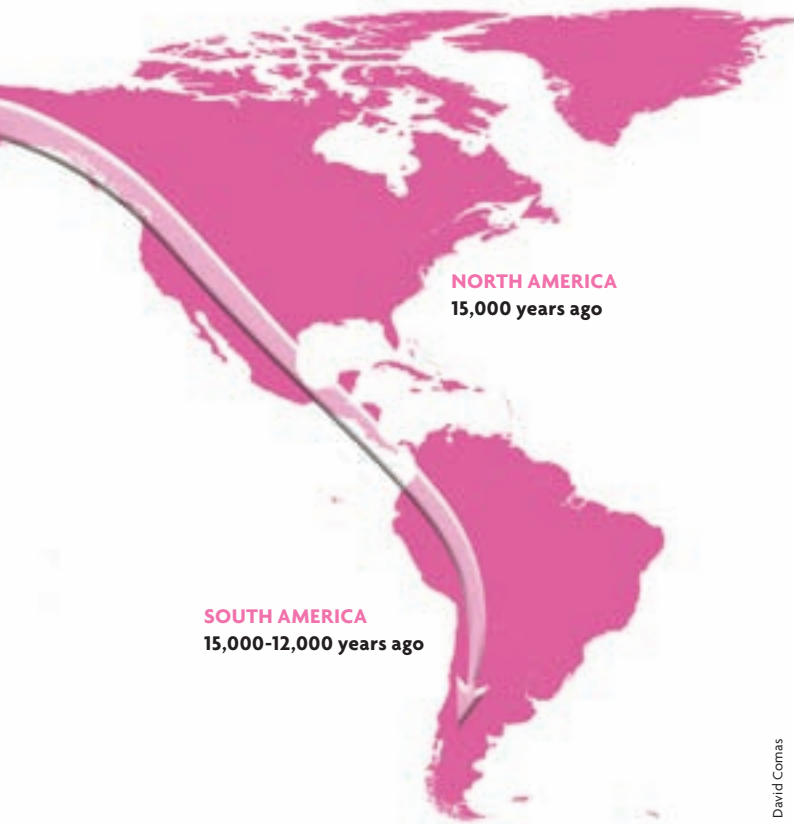 NORTH AMERICA
15,000 years ago
SOUTH AMERICA
15,000-12,000 years ago
David Comas